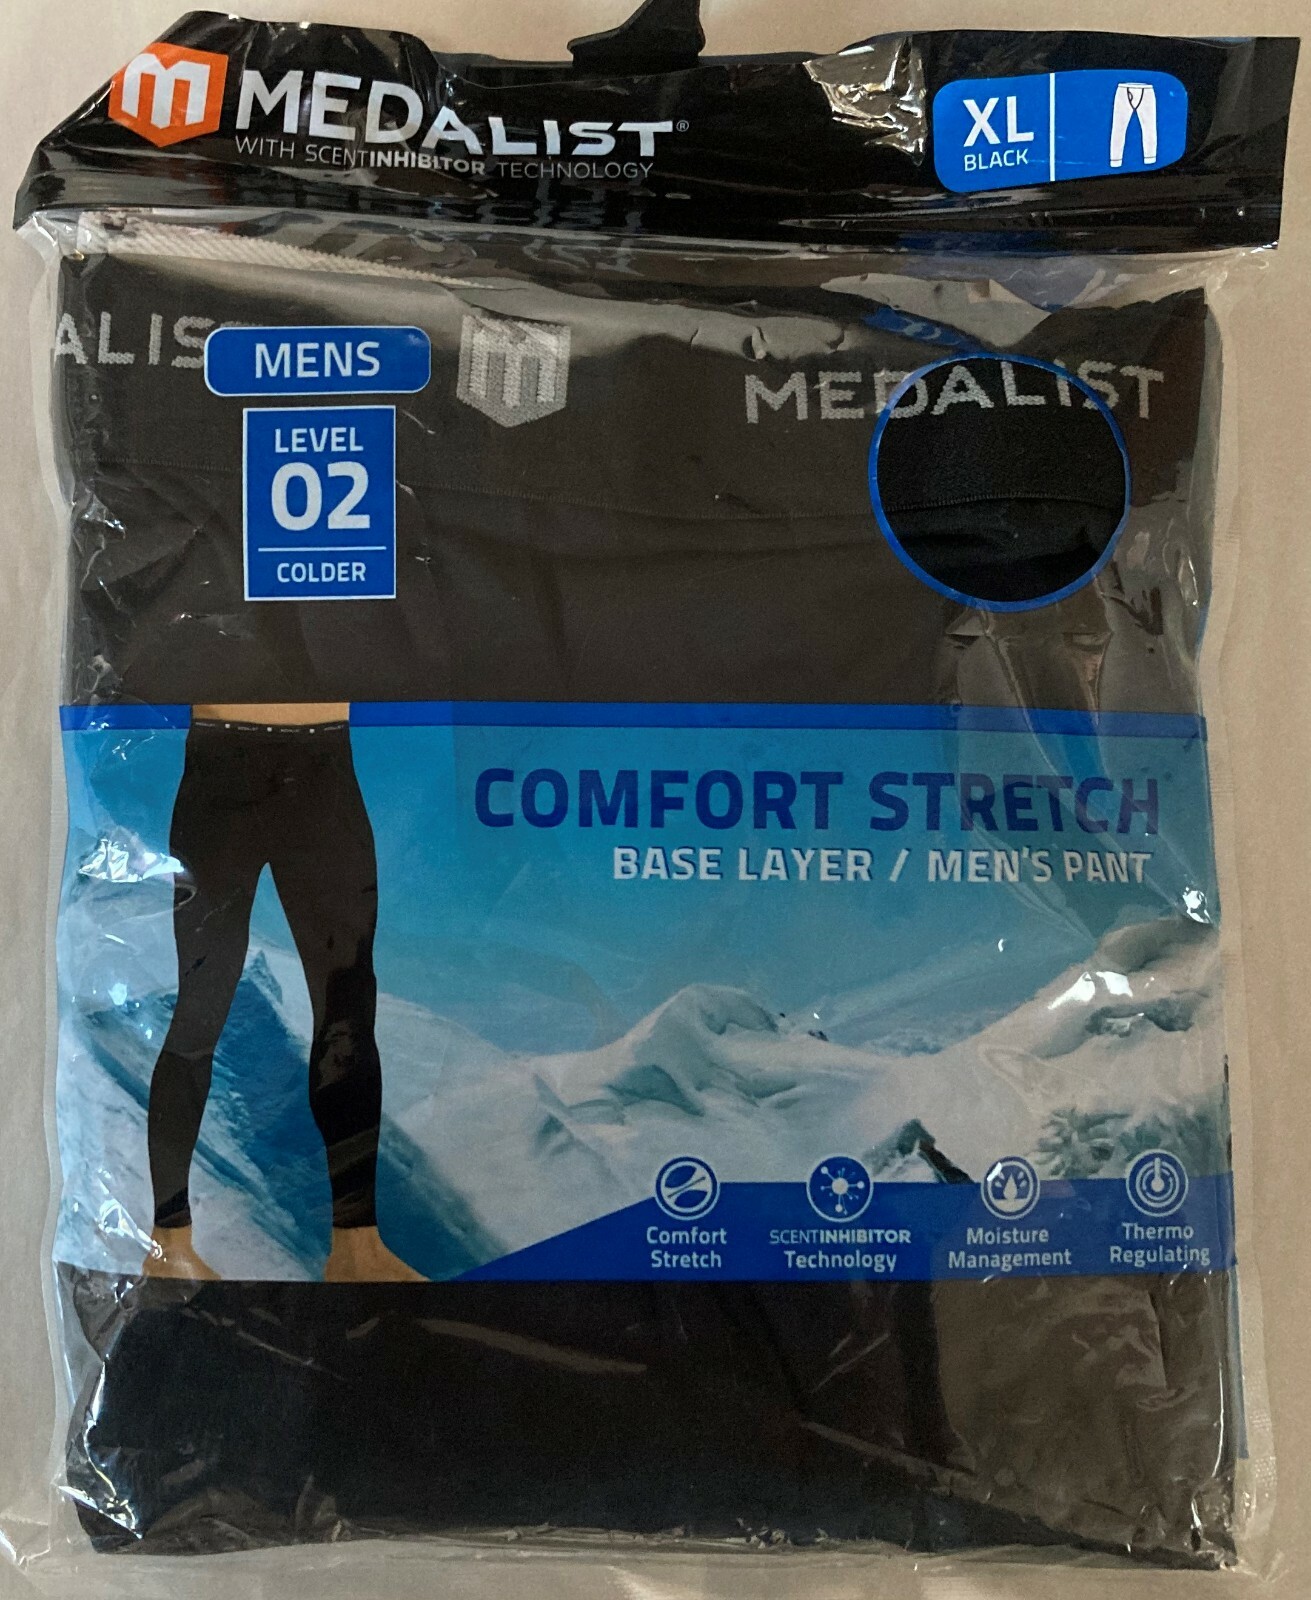 MEDALIST®
WITH SCENTINHIBITOR TECHNOLOGY
XL
BLACK
ALIS
MEDALIST
MENS
LEVEL
02
COLDER
COMFORT STRETCH
BASE LAYER / MEN'S PANT
Comfort
Stretch
SCENTINHIBITOR
Technology
Moisture
Management
Thermo
Regulating